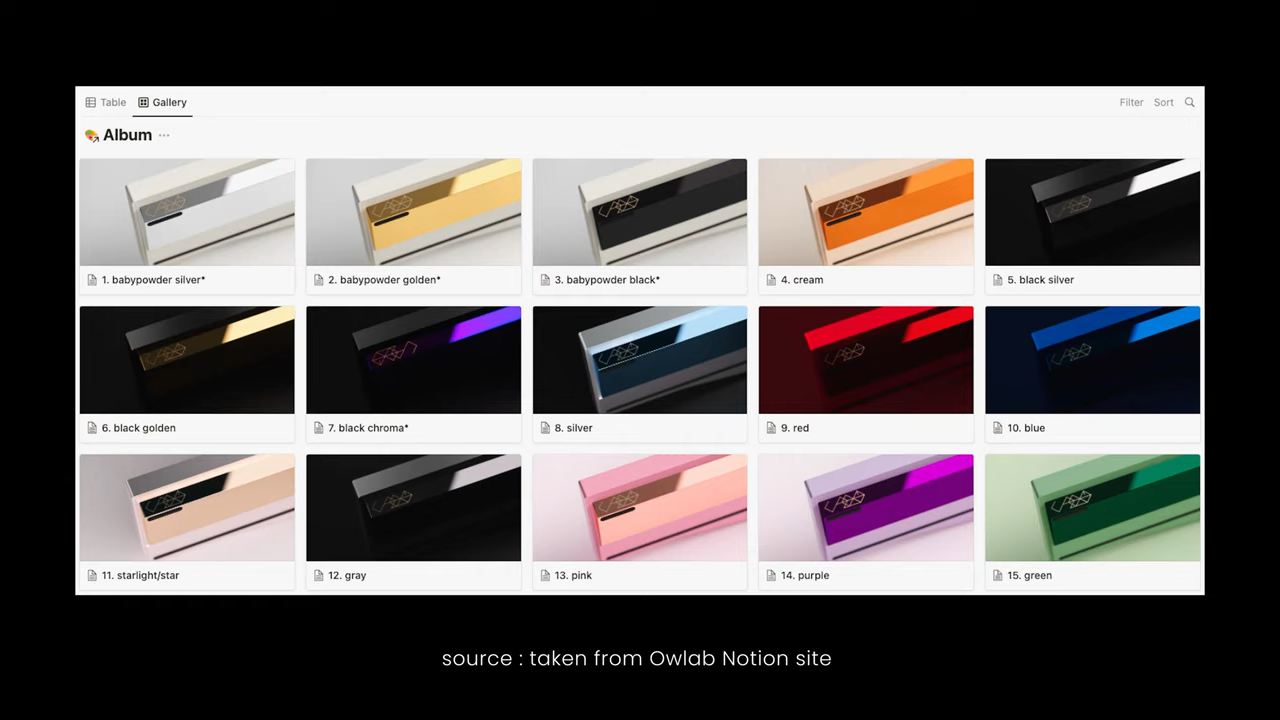 Table Gallery Filter Sort
Album
1. babypowder silver*
2. babypowder golden*
3. babypowder black*
4. cream
5. black silver
6. black golden
7. black chroma*
8. silver
9. red
10. blue
11. starlight/star
12. gray
13. pink
14. purple
15. green
source : taken from Owlab Notion site